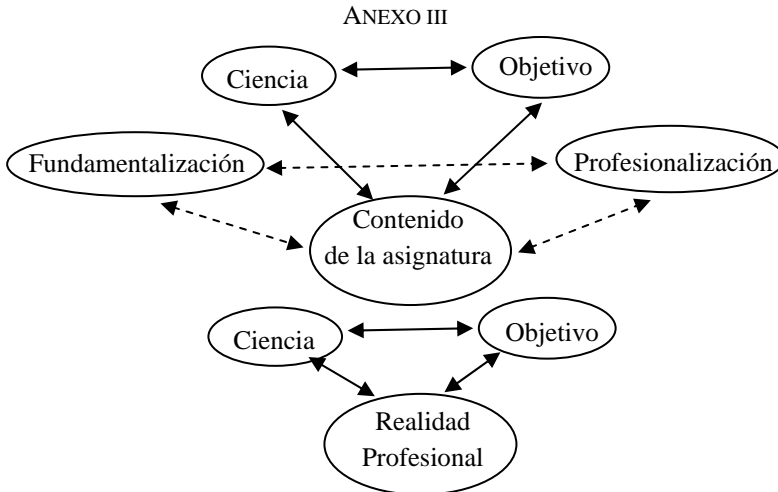 ANEXO III
Ciencia
Objetivo
Fundamentalización
Profesionalización
Contenido
de la asignatura
Ciencia
Objetivo
Realidad
Profesional